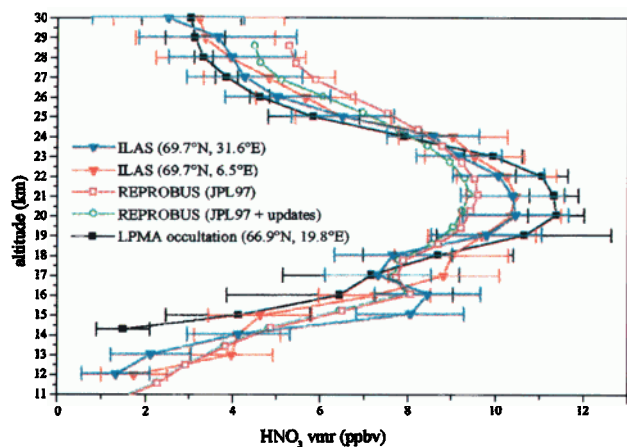 30
29
28
27
26
25
24
23
22
21
20
19
18
17
16
15
14
13
12
11
altitude (km)
ILAS (69.7°N, 31.6°E)
ILAS (69.7°N, 6.5°E)
REPROBUS (JPL97)
REPROBUS (JPL97 + updates)
LPMA occultation (66.9°N, 19.8°E)
0 2 4 6 8 10 12
HNO₃ vmr (ppbv)